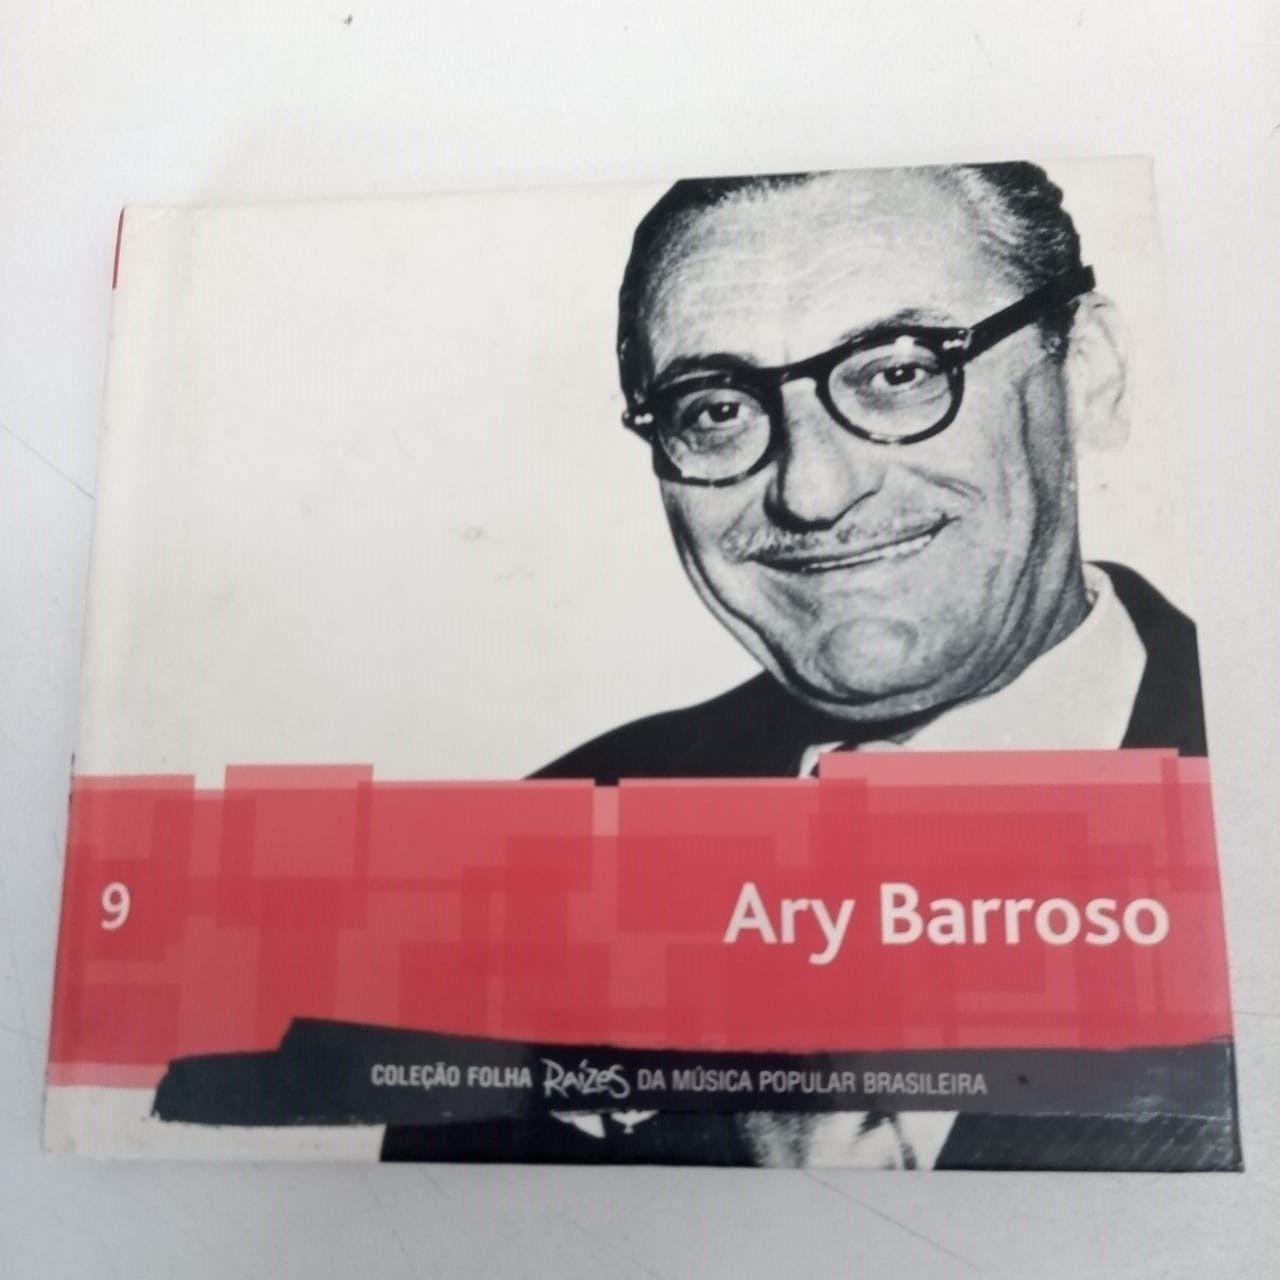 9
Ary Barroso
COLEÇÃO FOLHA Raízes DA MÚSICA POPULAR BRASILEIRA